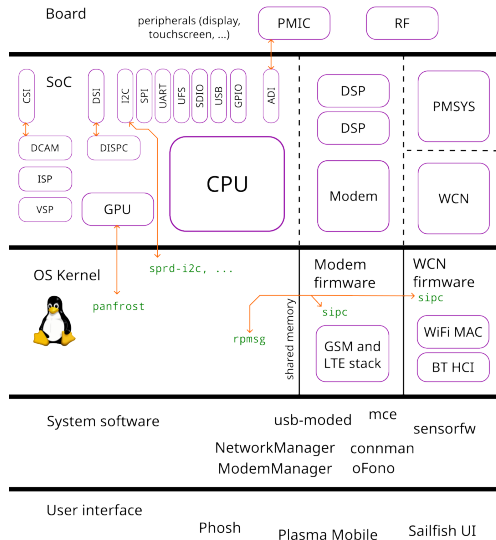 Board
peripherals (display,
touchscreen, ...)
PMIC
RF
SoC
CSI
DSI
I2C
SPI
UART
UFS
SDIO
USB
GPIO
ADI
DSP
DSP
PMSYS
DCAM
DISPC
ISP
VSP
GPU
CPU
Modem
WCN
OS Kernel
sprd-i2c, ...
panfrost
rpmsg
shared memory
Modem
firmware
sipc
GSM and
LTE stack
WCN
firmware
sipc
WiFi MAC
BT HCI
System software
usb-moded
mce
sensorfw
NetworkManager
connman
ModemManager
oFono
User interface
Phosh
Plasma Mobile
Sailfish UI